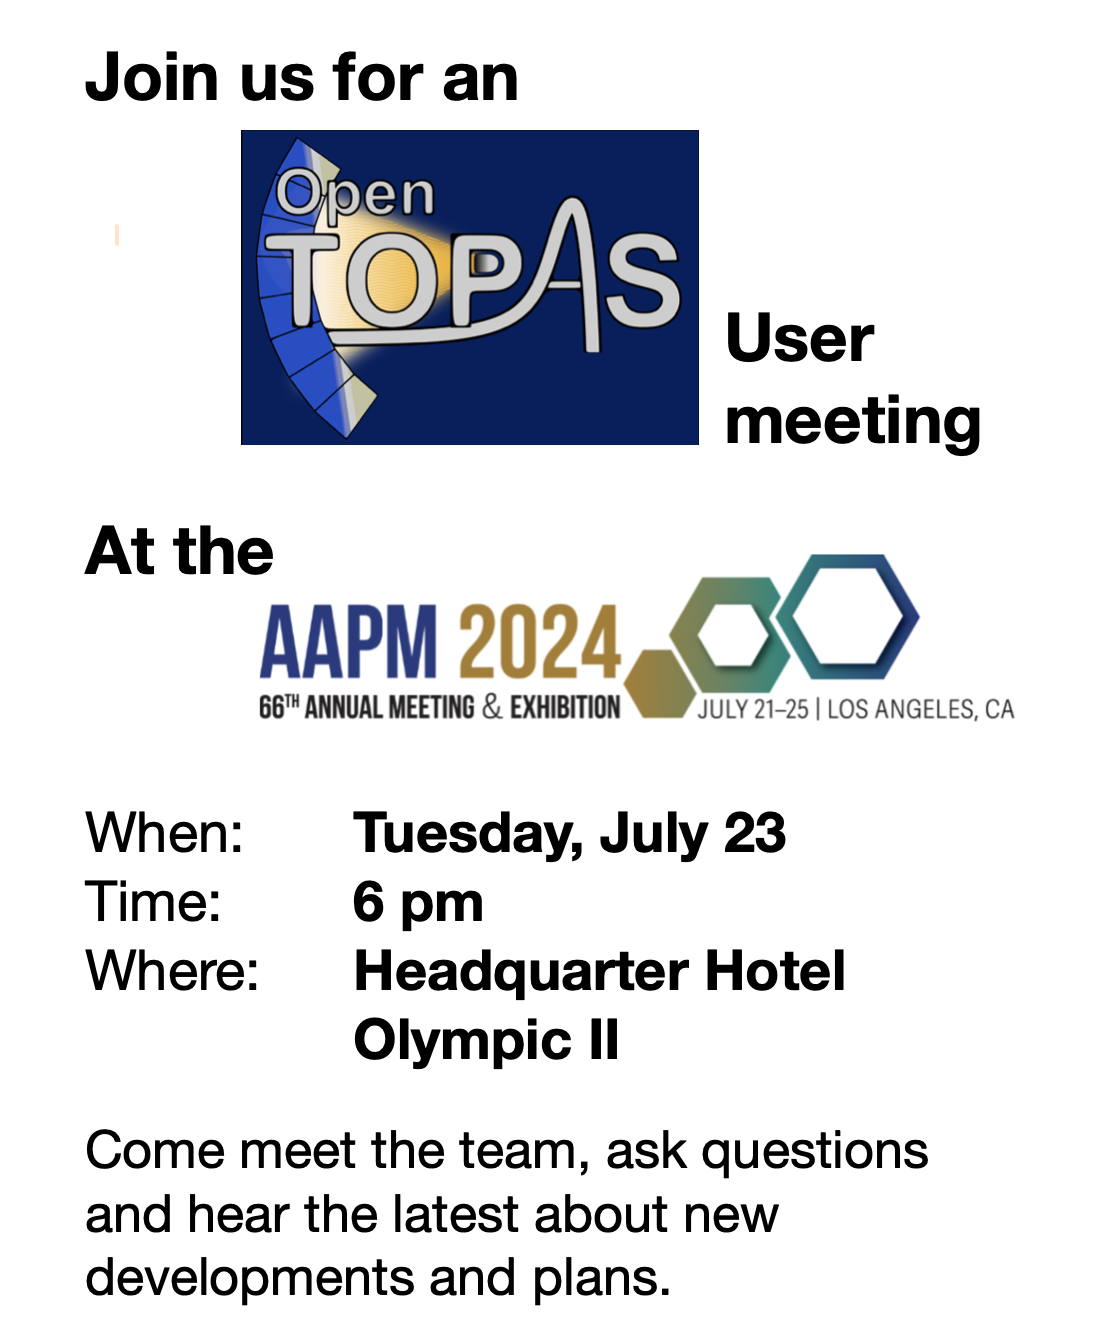 Join us for an
Open
TOPAS
User
meeting
At the
AAPM 2024
66TH ANNUAL MEETING & EXHIBITION
JULY 21–25 | LOS ANGELES, CA
When: Tuesday, July 23
Time: 6 pm
Where: Headquarter Hotel
Olympic II
Come meet the team, ask questions
and hear the latest about new
developments and plans.